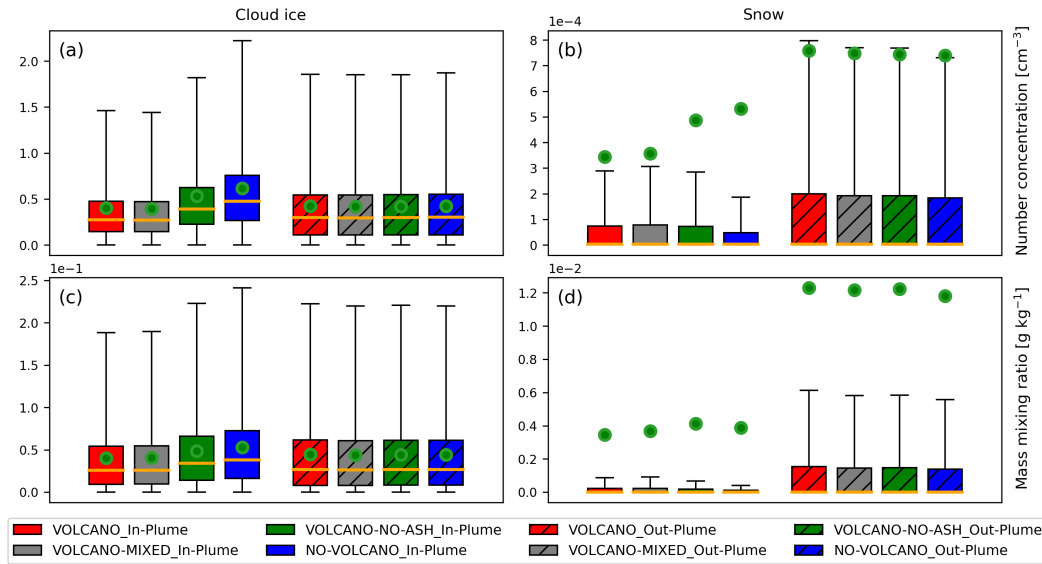 Cloud ice
Snow
(a)
2.0
1.5
1.0
0.5
0.0
1e−4
(b)
8
7
6
5
4
3
2
1
0
Number concentration [cm⁻³]
1e−1
(c)
2.5
2.0
1.5
1.0
0.5
0.0
1e−2
(d)
1.2
1.0
0.8
0.6
0.4
0.2
0.0
Mass mixing ratio [g kg⁻¹]
VOLCANO_In-Plume
VOLCANO-MIXED_In-Plume
VOLCANO-NO-ASH_In-Plume
NO-VOLCANO_In-Plume
VOLCANO_Out-Plume
VOLCANO-MIXED_Out-Plume
VOLCANO-NO-ASH_Out-Plume
NO-VOLCANO_Out-Plume